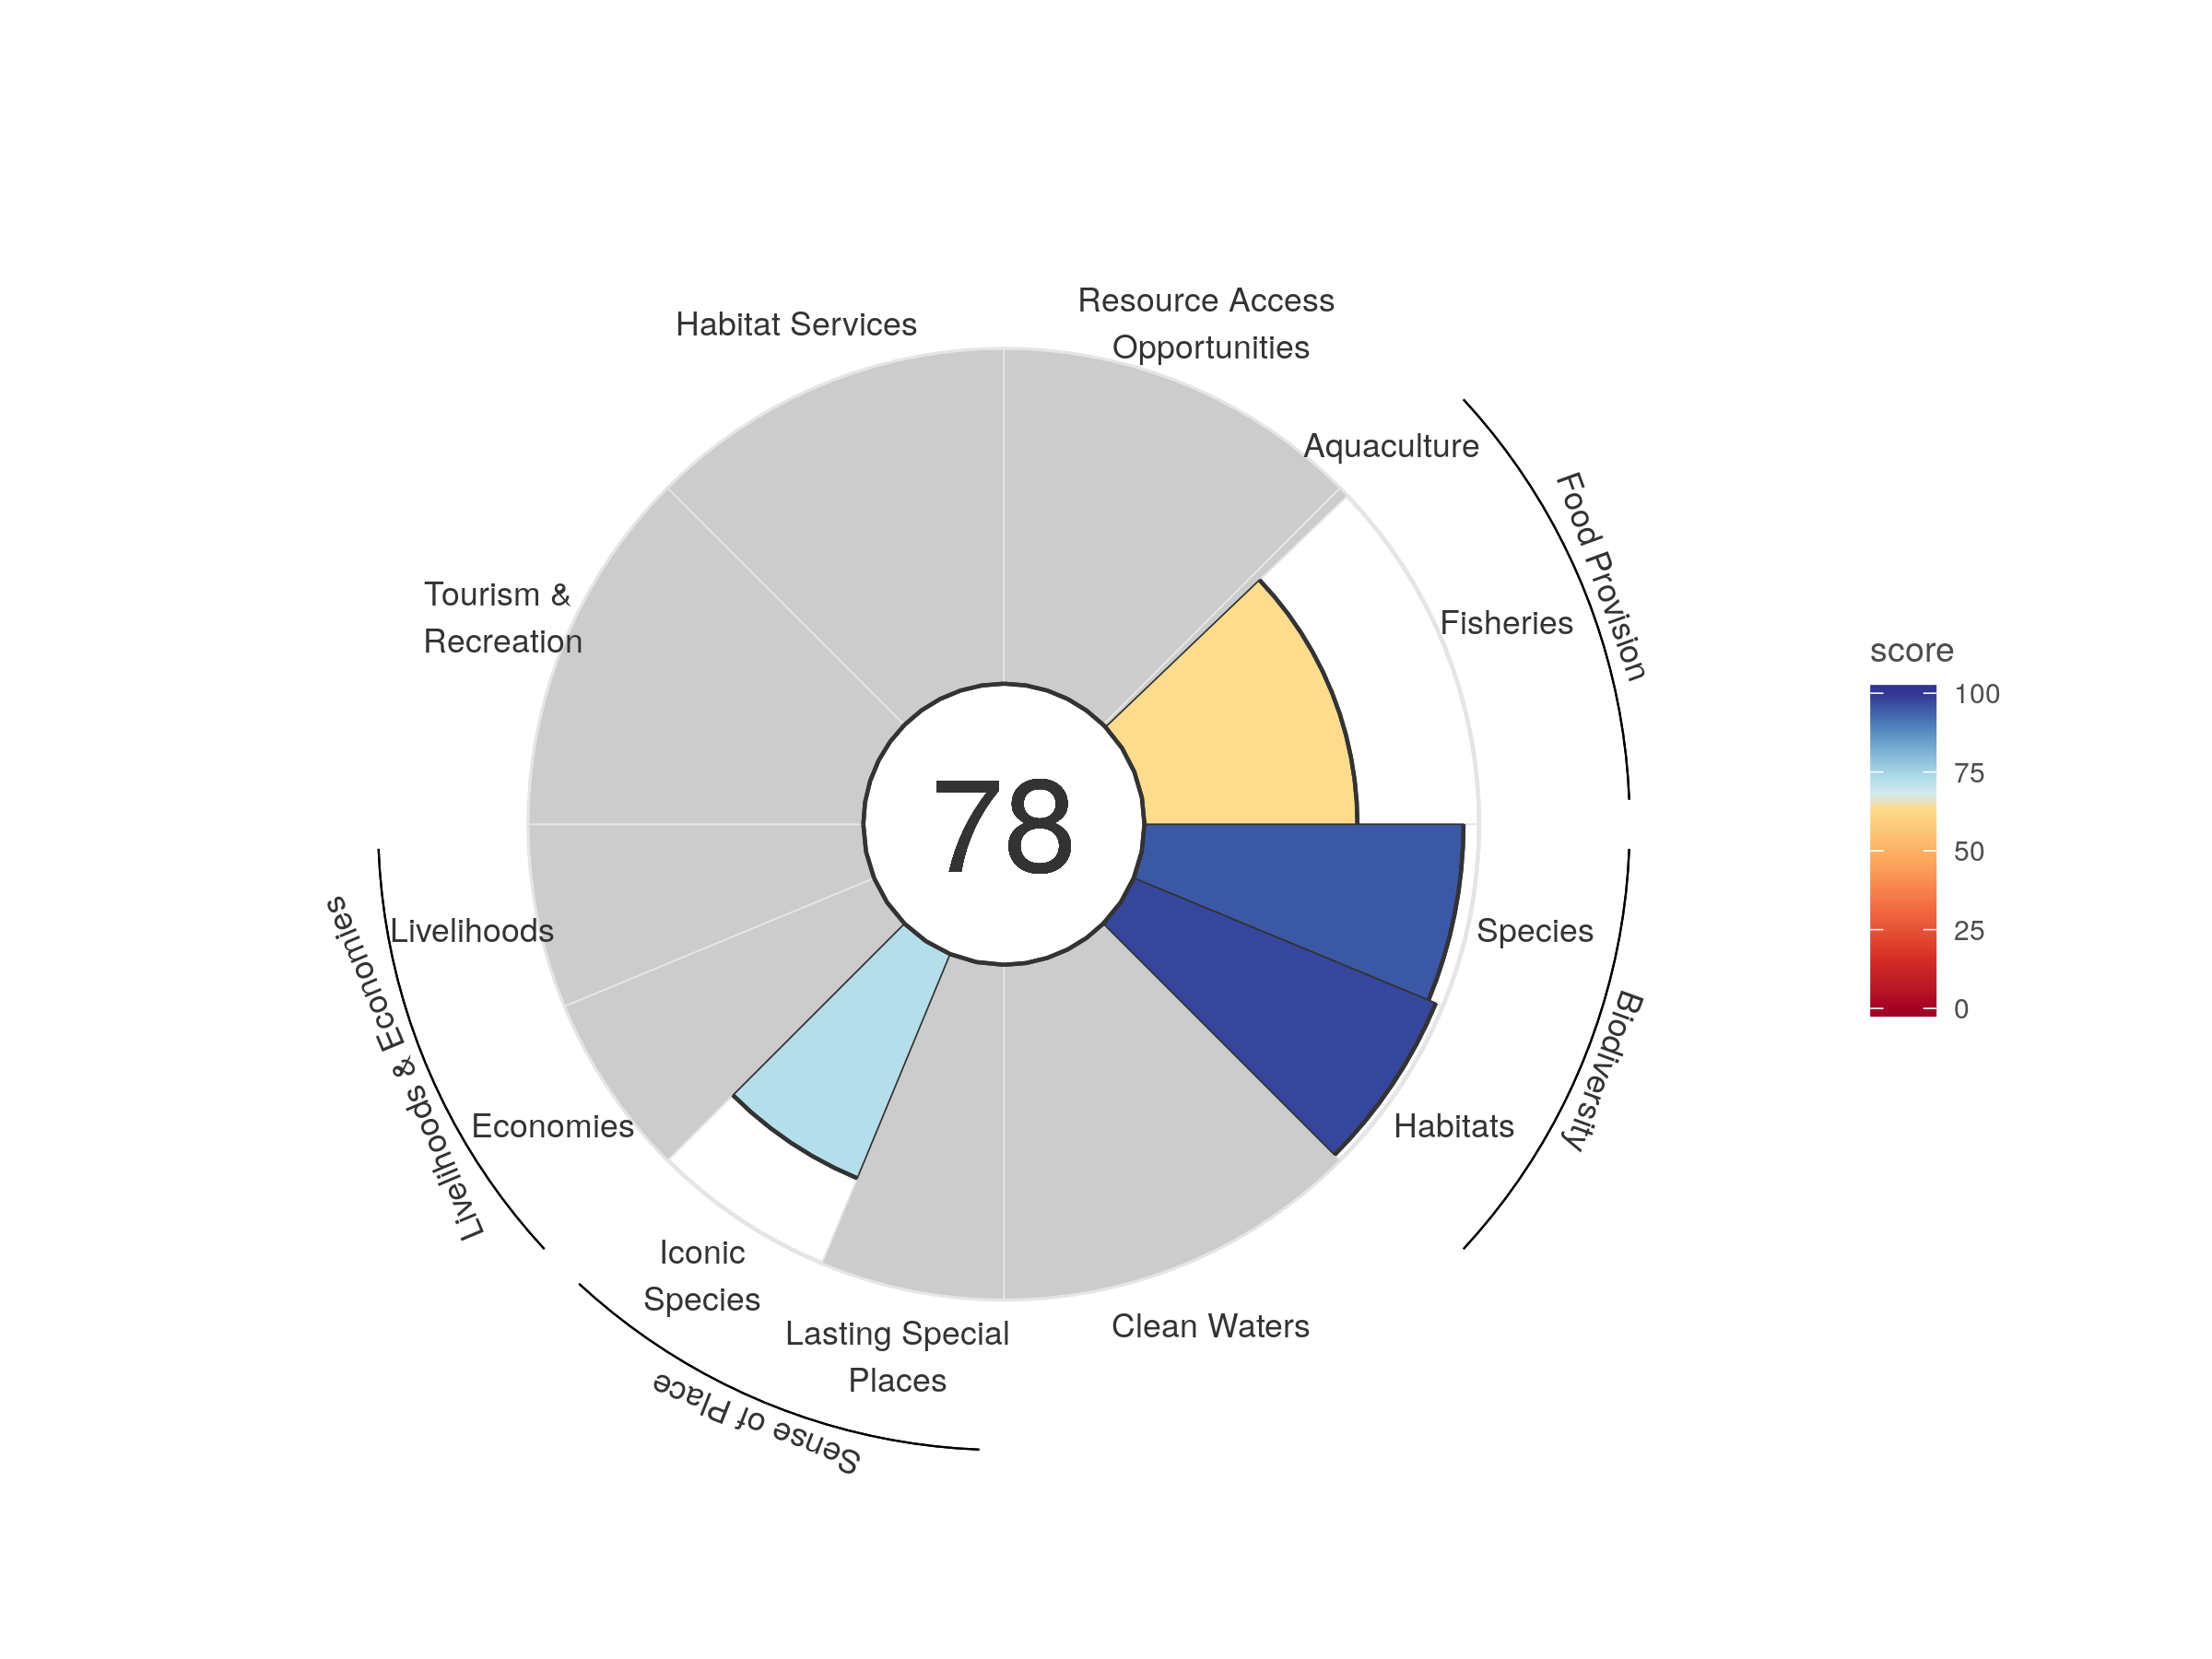 Resource Access
Opportunities
Habitat Services
Aquaculture
Food Provision
Fisheries
Tourism &
Recreation
score
100
75
50
25
0
78
Species
Biodiversity
Habitats
Livelihoods
Livelihoods & Economies
Economies
Iconic
Species
Lasting Special
Places
Clean Waters
Sense of Place